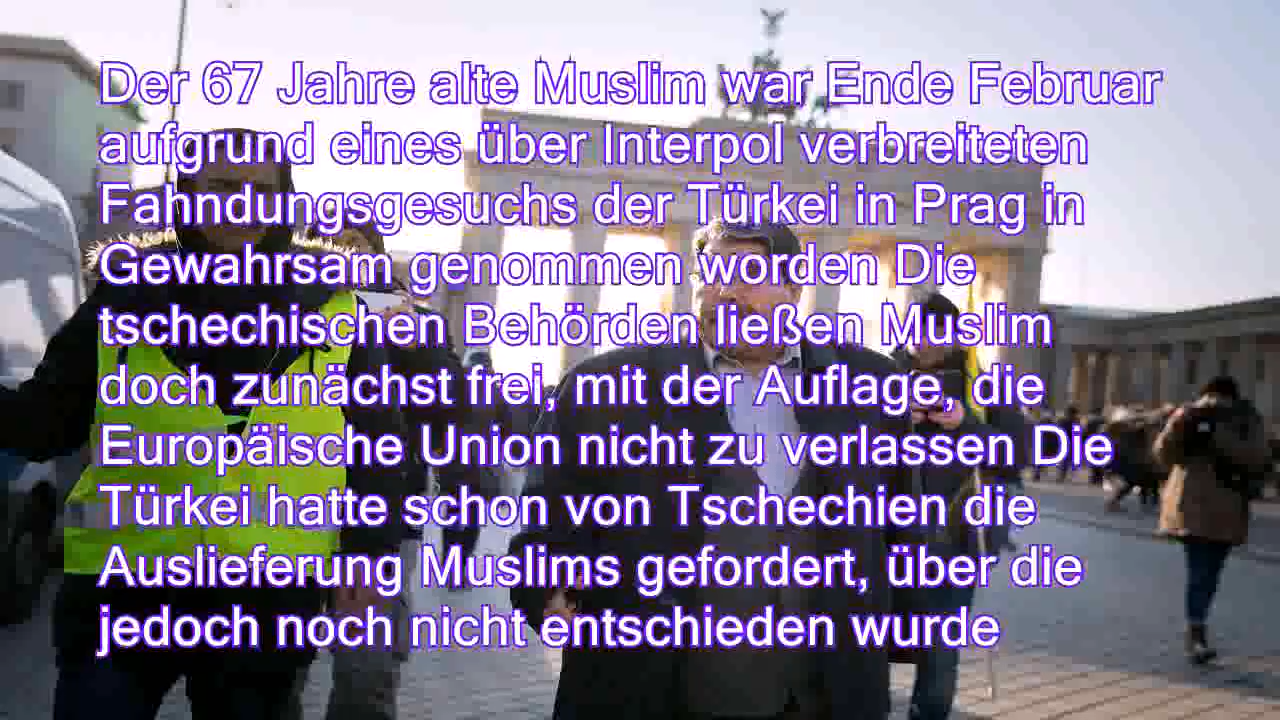 Der 67 Jahre alte Muslim war Ende Februar
aufgrund eines über Interpol verbreiteten
Fahndungsgesuchs der Türkei in Prag in
Gewahrsam genommen worden Die
tschechischen Behörden ließen Muslim
doch zunächst frei, mit der Auflage, die
Europäische Union nicht zu verlassen Die
Türkei hatte schon von Tschechien die
Auslieferung Muslims gefordert, über die
jedoch noch nicht entschieden wurde